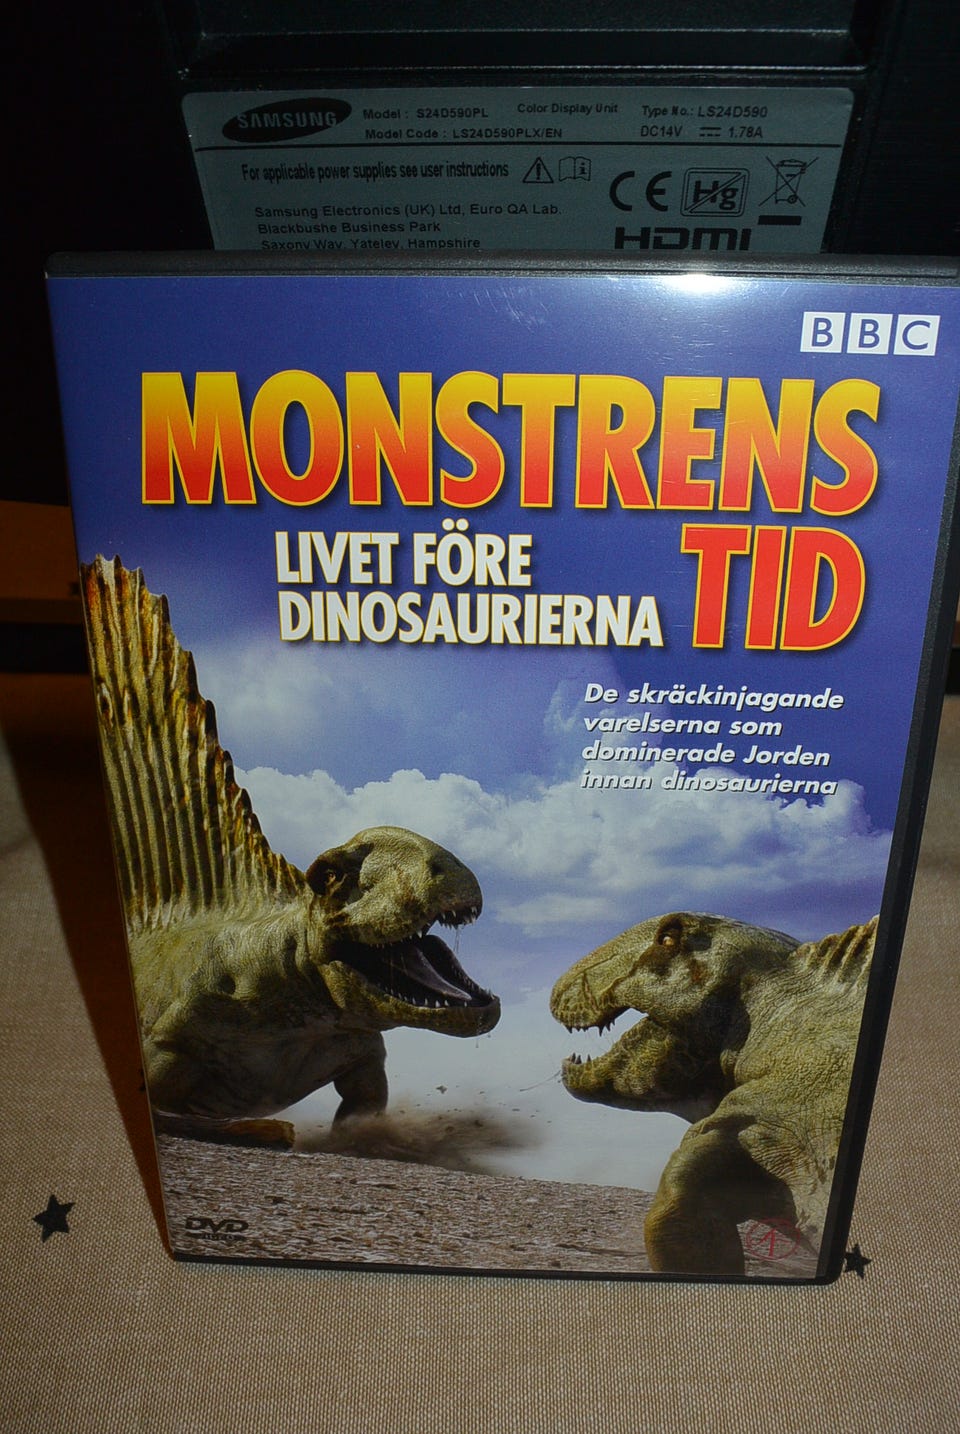 SAMSUNG
Model : S24D590PL Color Display Unit Type No.: LS24D590
Model Code : LS24D590PLX/EN DC14V 1.78A
For applicable power supplies see user instructions
Samsung Electronics (UK) Ltd, Euro QA Lab.
Blackbushe Business Park
Saxony Way, Yateley, Hampshire
CE Hg
HDMI
BBC
MONSTRENS
TID
LIVET FÖRE
DINOSAURIERNA
De skräckinjagande
varelserna som
dominerade Jorden
innan dinosaurierna
DVD